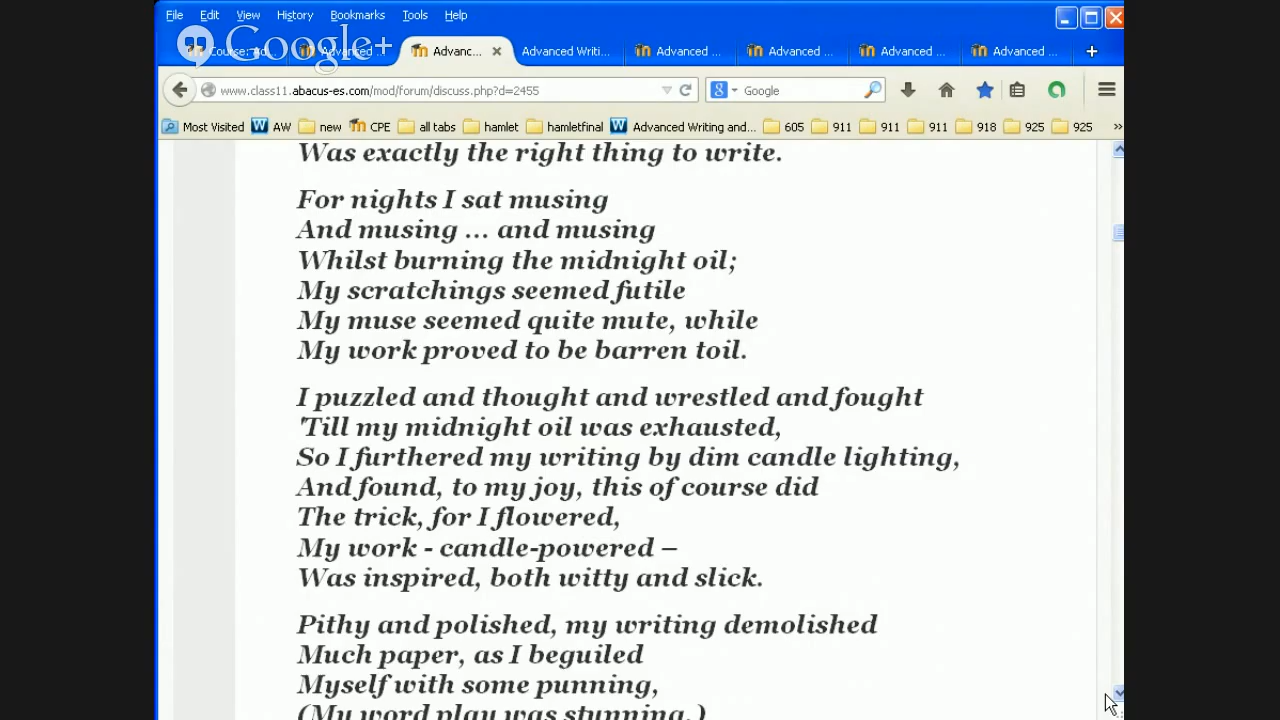 File Edit View History Bookmarks Tools Help
Google+
Advanc... Advanced Writi... Advanced ... Advanced ... Advanced ... Advanced ...
www.class11.abacus-es.com/mod/forum/discuss.php?d=2455 Google
Most Visited AW new CPE all tabs hamlet hamletfinal Advanced Writing and... 605 911 911 911 918 925 925 »
Was exactly the right thing to write.
For nights I sat musing
And musing ... and musing
Whilst burning the midnight oil;
My scratchings seemed futile
My muse seemed quite mute, while
My work proved to be barren toil.
I puzzled and thought and wrestled and fought
'Till my midnight oil was exhausted,
So I furthered my writing by dim candle lighting,
And found, to my joy, this of course did
The trick, for I flowered,
My work - candle-powered –
Was inspired, both witty and slick.
Pithy and polished, my writing demolished
Much paper, as I beguiled
Myself with some punning,
(My word play was stunning,)